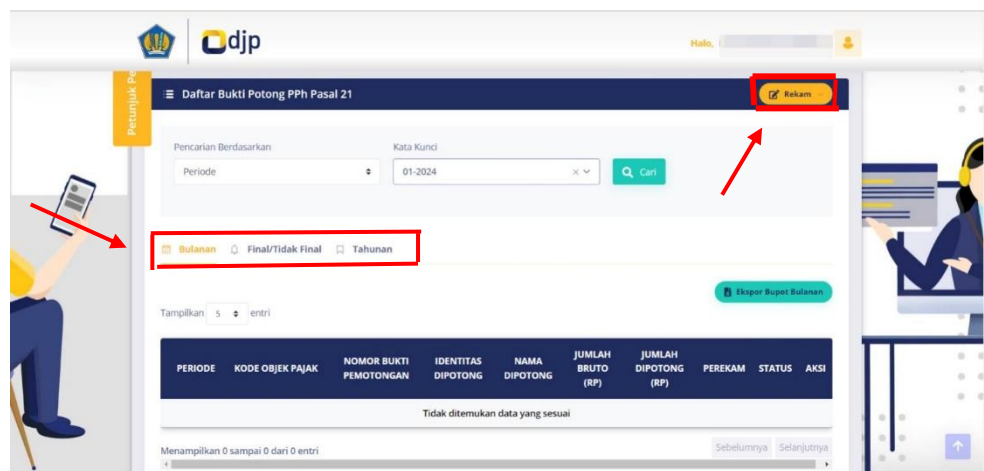 djp
Halo,
Petunjuk Pe
Daftar Bukti Potong PPh Pasal 21
Rekam
Pencarian Berdasarkan
Kata Kunci
Periode
01-2024
Cari
Bulanan
Final/Tidak Final
Tahunan
Ekspor Bupot Bulanan
Tampilkan 5 entri
PERIODE
KODE OBJEK PAJAK
NOMOR BUKTI
PEMOTONGAN
IDENTITAS
DIPOTONG
NAMA
DIPOTONG
JUMLAH
BRUTO
(RP)
JUMLAH
DIPOTONG
(RP)
PEREKAM
STATUS
AKSI
Tidak ditemukan data yang sesuai
Menampilkan 0 sampai 0 dari 0 entri
Sebelumnya
Selanjutnya